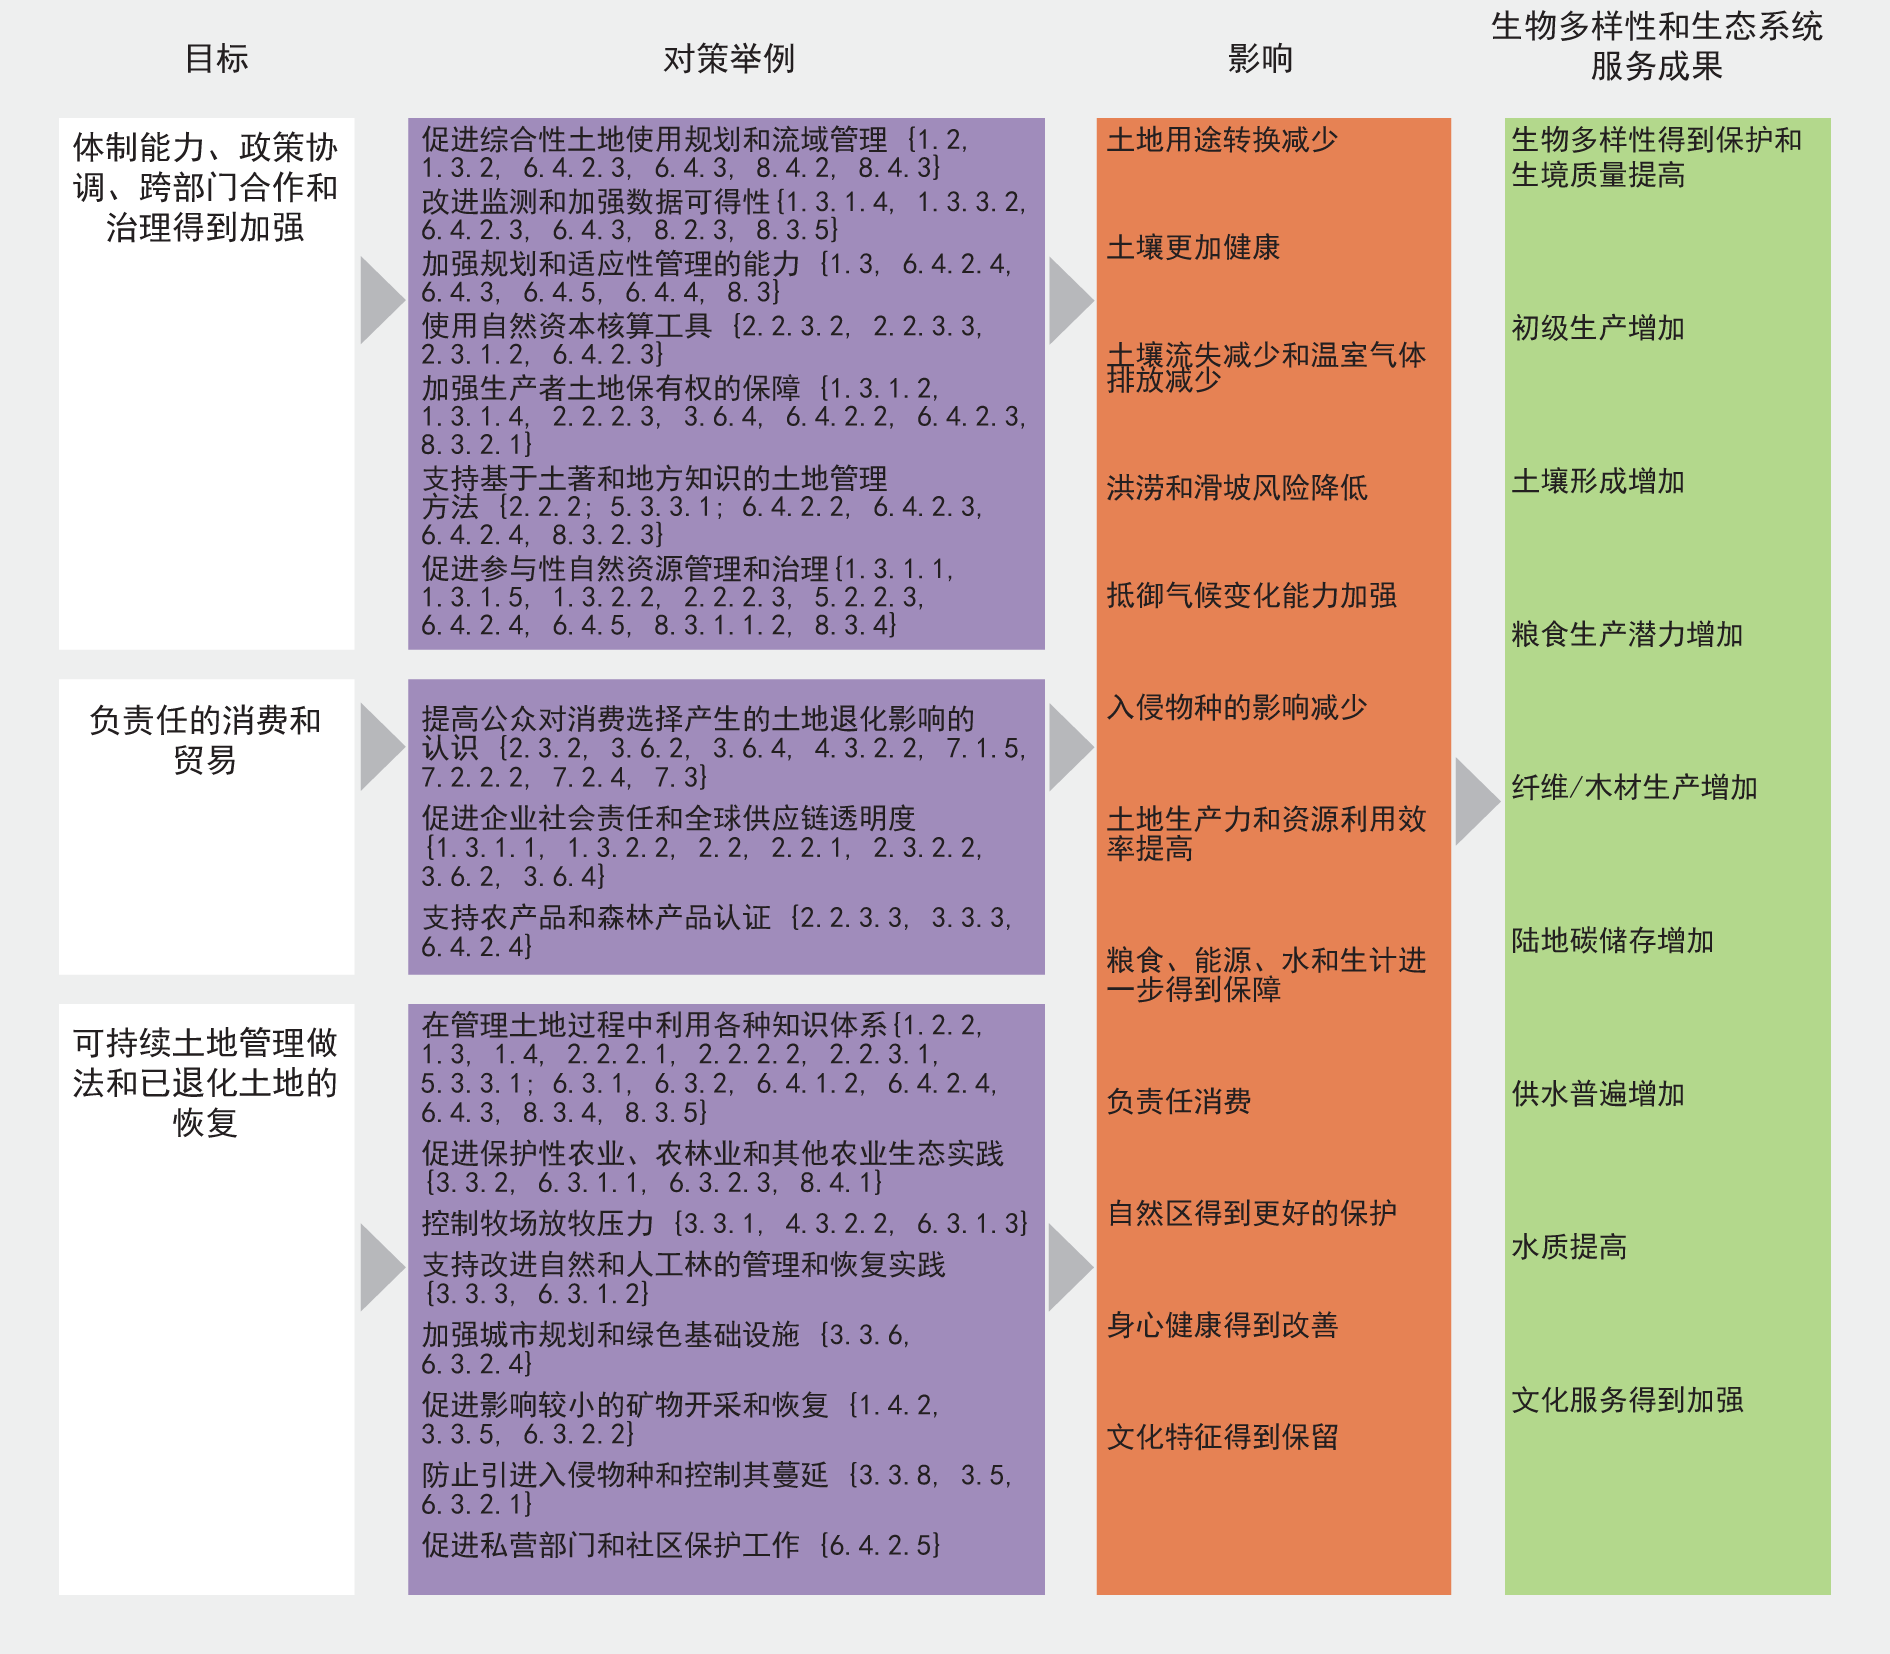 目标
对策举例
影响
生物多样性和生态系统
服务成果
体制能力、政策协
调、跨部门合作和
治理得到加强
促进综合性土地使用规划和流域管理 {1.2,
1.3.2, 6.4.2.3, 6.4.3, 8.4.2, 8.4.3}
改进监测和加强数据可得性{1.3.1.4, 1.3.3.2,
6.4.2.3, 6.4.3, 8.2.3, 8.3.5}
加强规划和适应性管理的能力 {1.3, 6.4.2.4,
6.4.3, 6.4.5, 6.4.4, 8.3}
使用自然资本核算工具 {2.2.3.2, 2.2.3.3,
2.3.1.2, 6.4.2.3}
加强生产者土地保有权的保障 {1.3.1.2,
1.3.1.4, 2.2.2.3, 3.6.4, 6.4.2.2, 6.4.2.3,
8.3.2.1}
支持基于土著和地方知识的土地管理
方法 {2.2.2; 5.3.3.1; 6.4.2.2, 6.4.2.3,
6.4.2.4, 8.3.2.3}
促进参与性自然资源管理和治理{1.3.1.1,
1.3.1.5, 1.3.2.2, 2.2.2.3, 5.2.2.3,
6.4.2.4, 6.4.5, 8.3.1.1.2, 8.3.4}
负责任的消费和
贸易
提高公众对消费选择产生的土地退化影响的
认识 {2.3.2, 3.6.2, 3.6.4, 4.3.2.2, 7.1.5,
7.2.2.2, 7.2.4, 7.3}
促进企业社会责任和全球供应链透明度
{1.3.1.1, 1.3.2.2, 2.2, 2.2.1, 2.3.2.2,
3.6.2, 3.6.4}
支持农产品和森林产品认证 {2.2.3.3, 3.3.3,
6.4.2.4}
可持续土地管理做
法和已退化土地的
恢复
在管理土地过程中利用各种知识体系{1.2.2,
1.3, 1.4, 2.2.2.1, 2.2.2.2, 2.2.3.1,
5.3.3.1; 6.3.1, 6.3.2, 6.4.1.2, 6.4.2.4,
6.4.3, 8.3.4, 8.3.5}
促进保护性农业、农林业和其他农业生态实践
{3.3.2, 6.3.1.1, 6.3.2.3, 8.4.1}
控制牧场放牧压力 {3.3.1, 4.3.2.2, 6.3.1.3}
支持改进自然和人工林的管理和恢复实践
{3.3.3, 6.3.1.2}
加强城市规划和绿色基础设施 {3.3.6,
6.3.2.4}
促进影响较小的矿物开采和恢复 {1.4.2,
3.3.5, 6.3.2.2}
防止引进入侵物种和控制其蔓延 {3.3.8, 3.5,
6.3.2.1}
促进私营部门和社区保护工作 {6.4.2.5}
土地用途转换减少
土壤更加健康
土壤流失减少和温室气体
排放减少
洪涝和滑坡风险降低
抵御气候变化能力加强
入侵物种的影响减少
土地生产力和资源利用效
率提高
粮食、能源、水和生计进
一步得到保障
负责任消费
自然区得到更好的保护
身心健康得到改善
文化特征得到保留
生物多样性得到保护和
生境质量提高
初级生产增加
土壤形成增加
粮食生产潜力增加
纤维/木材生产增加
陆地碳储存增加
供水普遍增加
水质提高
文化服务得到加强